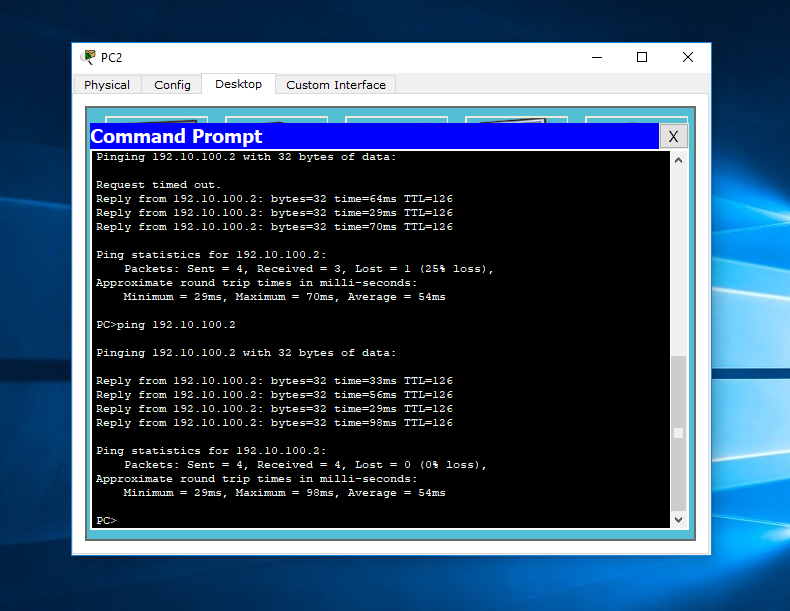 PC2
Physical Config Desktop Custom Interface
Command Prompt X
Pinging 192.10.100.2 with 32 bytes of data:
Request timed out.
Reply from 192.10.100.2: bytes=32 time=64ms TTL=126
Reply from 192.10.100.2: bytes=32 time=29ms TTL=126
Reply from 192.10.100.2: bytes=32 time=70ms TTL=126
Ping statistics for 192.10.100.2:
Packets: Sent = 4, Received = 3, Lost = 1 (25% loss),
Approximate round trip times in milli-seconds:
Minimum = 29ms, Maximum = 70ms, Average = 54ms
PC>ping 192.10.100.2
Pinging 192.10.100.2 with 32 bytes of data:
Reply from 192.10.100.2: bytes=32 time=33ms TTL=126
Reply from 192.10.100.2: bytes=32 time=56ms TTL=126
Reply from 192.10.100.2: bytes=32 time=29ms TTL=126
Reply from 192.10.100.2: bytes=32 time=98ms TTL=126
Ping statistics for 192.10.100.2:
Packets: Sent = 4, Received = 4, Lost = 0 (0% loss),
Approximate round trip times in milli-seconds:
Minimum = 29ms, Maximum = 98ms, Average = 54ms
PC>